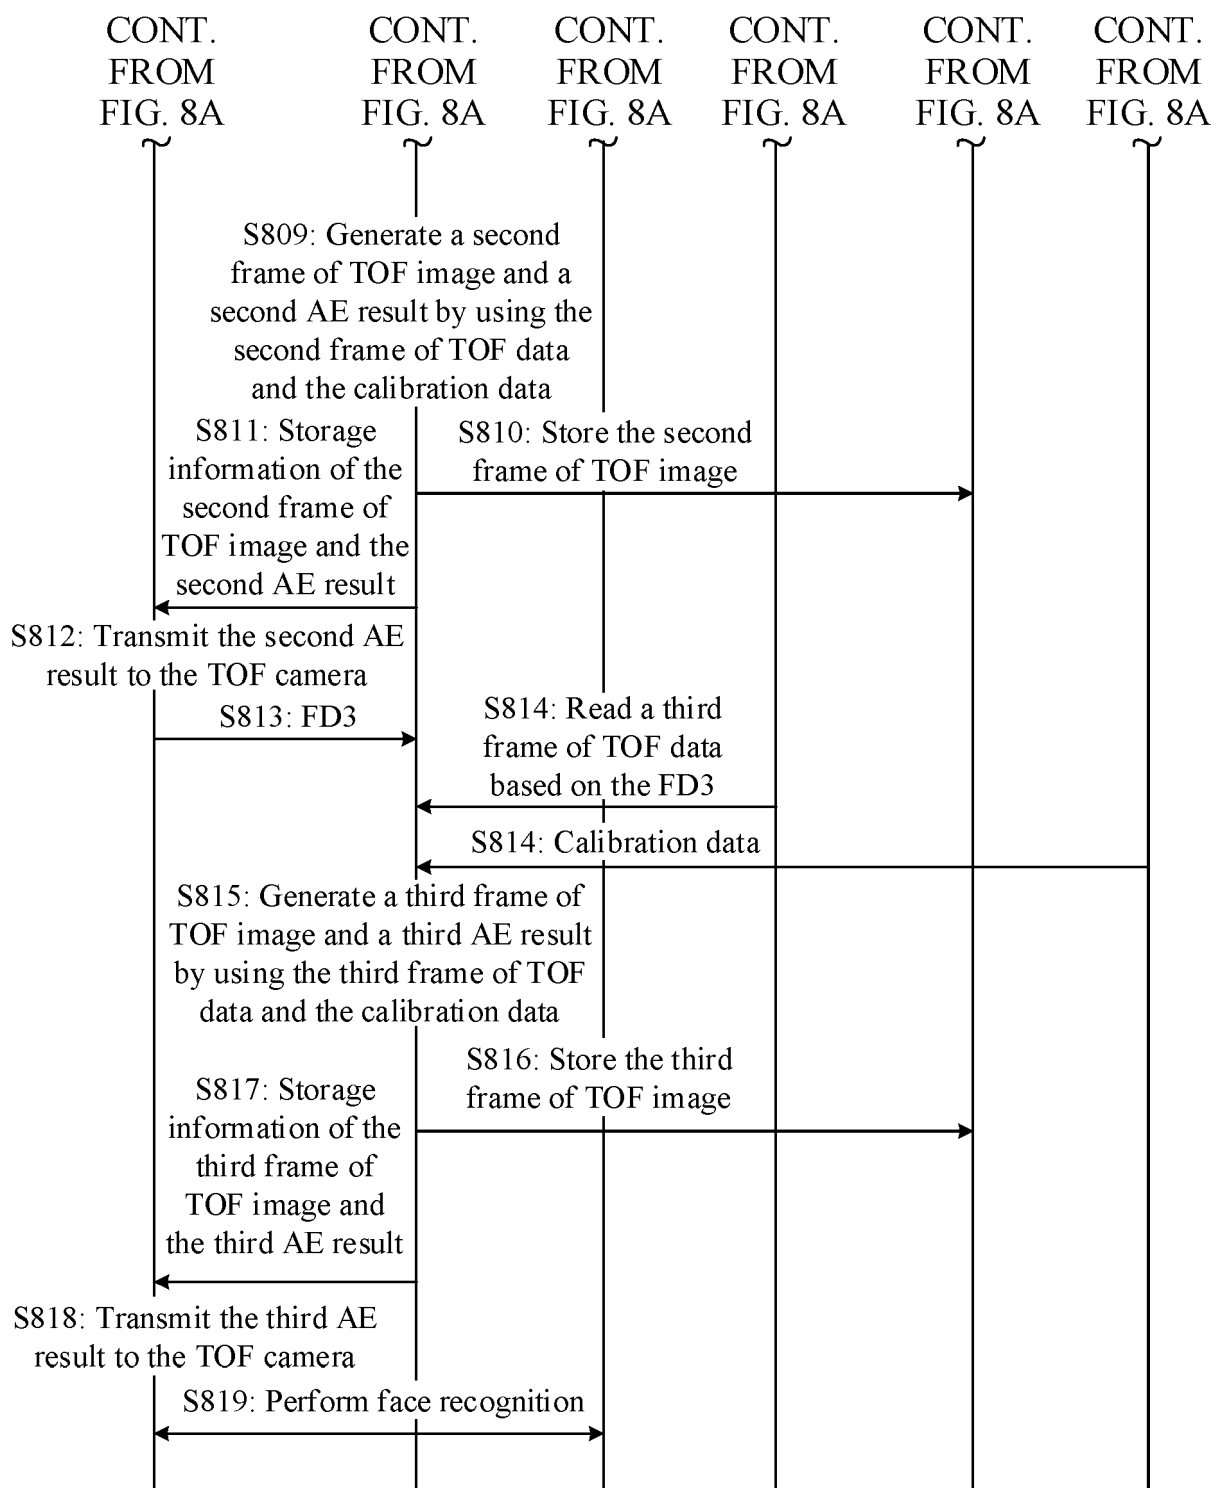 CONT. CONT. CONT. CONT. CONT. CONT.
FROM FROM FROM FROM FROM FROM
FIG. 8A FIG. 8A FIG. 8A FIG. 8A FIG. 8A FIG. 8A
S809: Generate a second
frame of TOF image and a
second AE result by using the
second frame of TOF data
and the calibration data
S811: Storage
information of the
second frame of
TOF image and the
second AE result
S810: Store the second
frame of TOF image
S812: Transmit the second AE
result to the TOF camera
S813: FD3
S814: Read a third
frame of TOF data
based on the FD3
S814: Calibration data
S815: Generate a third frame of
TOF image and a third AE result
by using the third frame of TOF
data and the calibration data
S816: Store the third
frame of TOF image
S817: Storage
information of the
third frame of
TOF image and
the third AE result
S818: Transmit the third AE
result to the TOF camera
S819: Perform face recognition